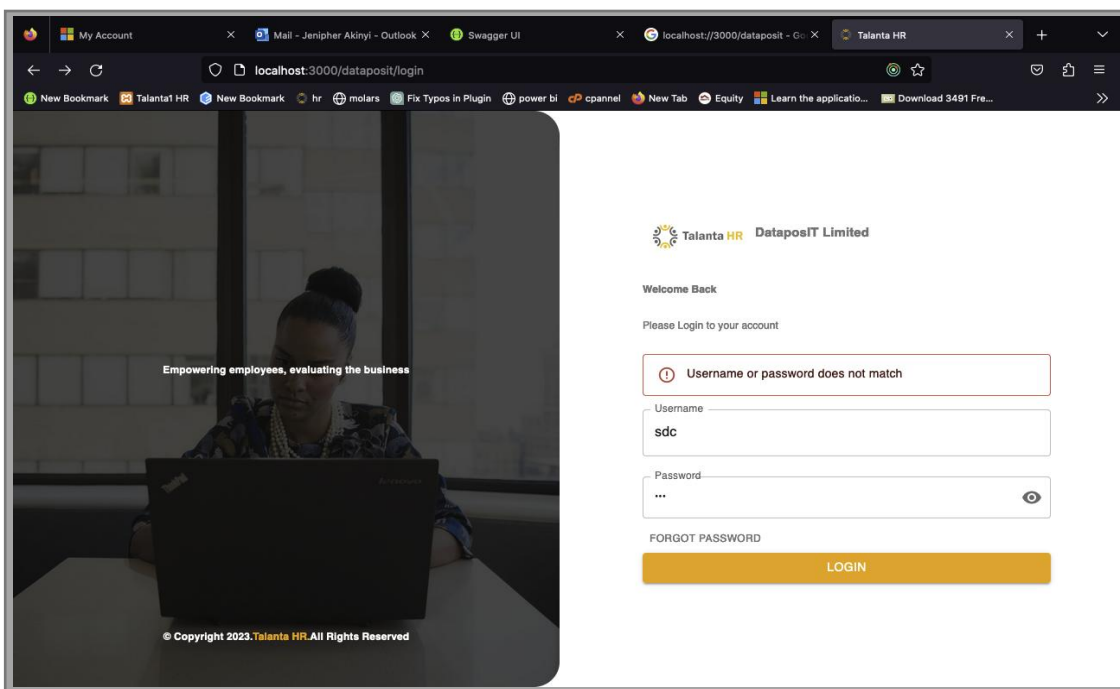 My Account
Mail - Jenipher Akinyi - Outlook
Swagger UI
localhost://3000/dataposit - Go
Talanta HR
localhost:3000/dataposit/login
New Bookmark Talanta1 HR New Bookmark hr molars Fix Typos in Plugin power bi cP cpannel New Tab Equity Learn the applicatio... Download 3491 Fre...
Talanta HR DataposIT Limited
Welcome Back
Please Login to your account
Empowering employees, evaluating the business
Username or password does not match
Username
sdc
Password
•••
FORGOT PASSWORD
LOGIN
© Copyright 2023.Talanta HR.All Rights Reserved